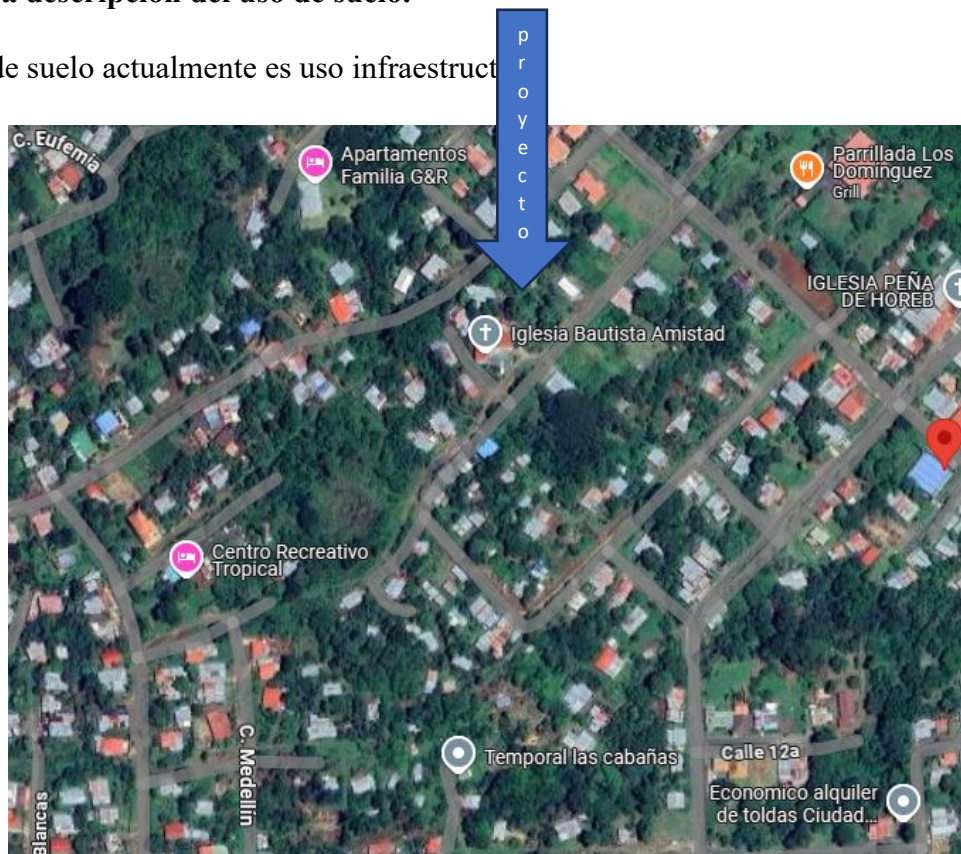 a descripción del uso de suelo.
de suelo actualmente es uso infraestruct
p
r
o
y
e
c
t
o
C. Eufemia
Apartamentos
Familia G&R
Parrillada Los
Domínguez
Grill
IGLESIA PEÑA
DE HOREB
Iglesia Bautista Amistad
Centro Recreativo
Tropical
C. Medellín
Temporal las cabañas
Calle 12a
Economico alquiler
de toldas Ciudad...
Blancas